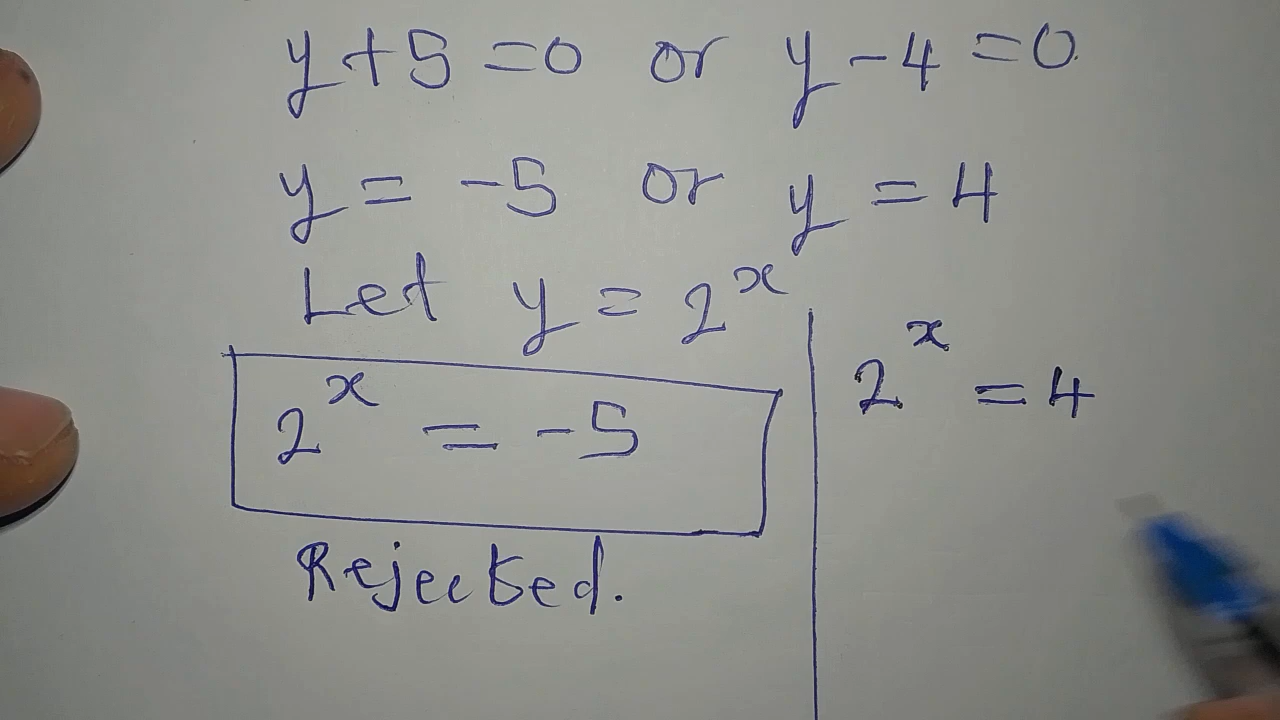 y+5=0 or y-4=0
y = -5 or y = 4
Let y = 2^x
2^x = -5
Rejected.
2^x = 4